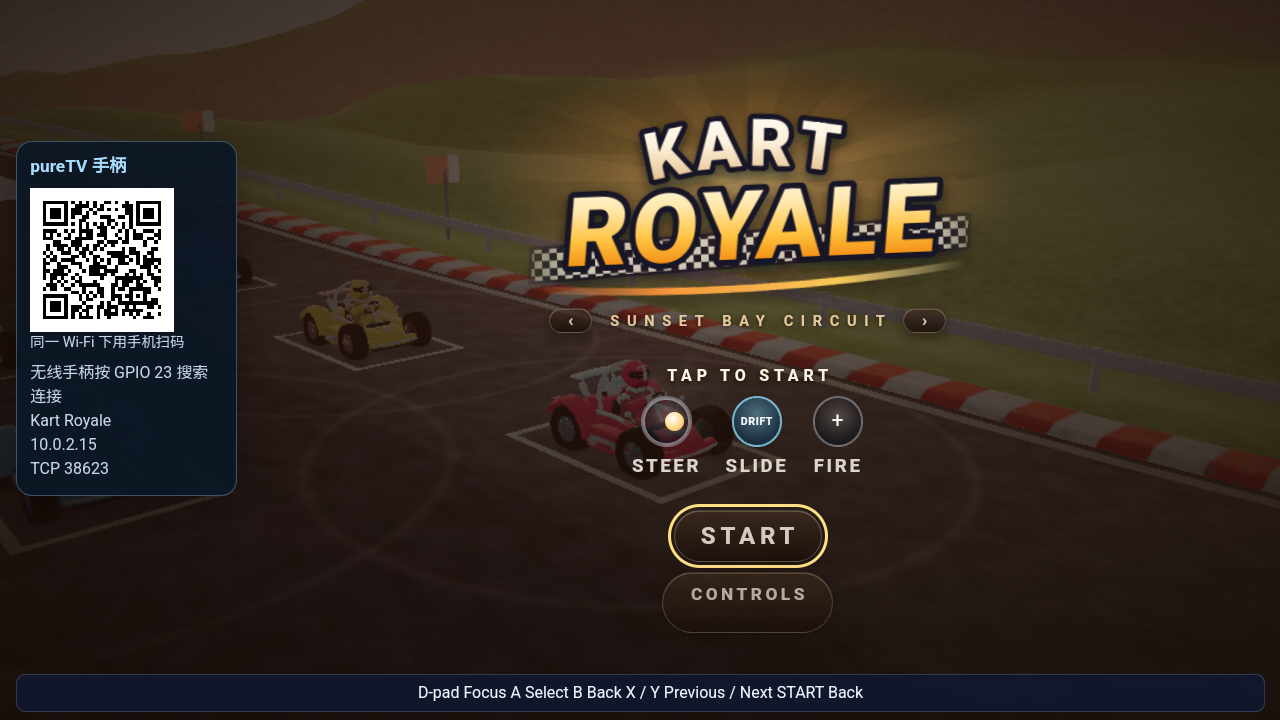 pureTV 手柄
同一 Wi-Fi 下用手机扫码
无线手柄按 GPIO 23 搜索
连接
Kart Royale
10.0.2.15
TCP 38623
KART
ROYALE
‹ SUNSET BAY CIRCUIT ›
TAP TO START
DRIFT +
STEER SLIDE FIRE
START
CONTROLS
D-pad Focus A Select B Back X / Y Previous / Next START Back